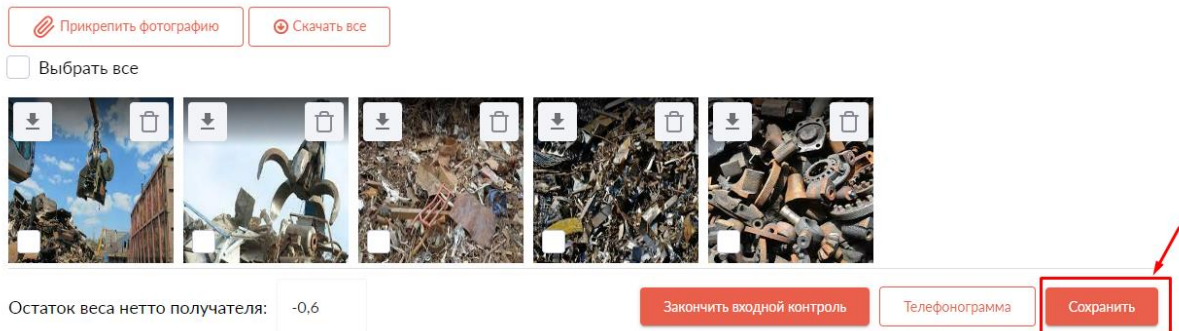 Прикрепить фотографию Скачать все
Выбрать все
Остаток веса нетто получателя: -0,6 Закончить входной контроль Телефонограмма Сохранить